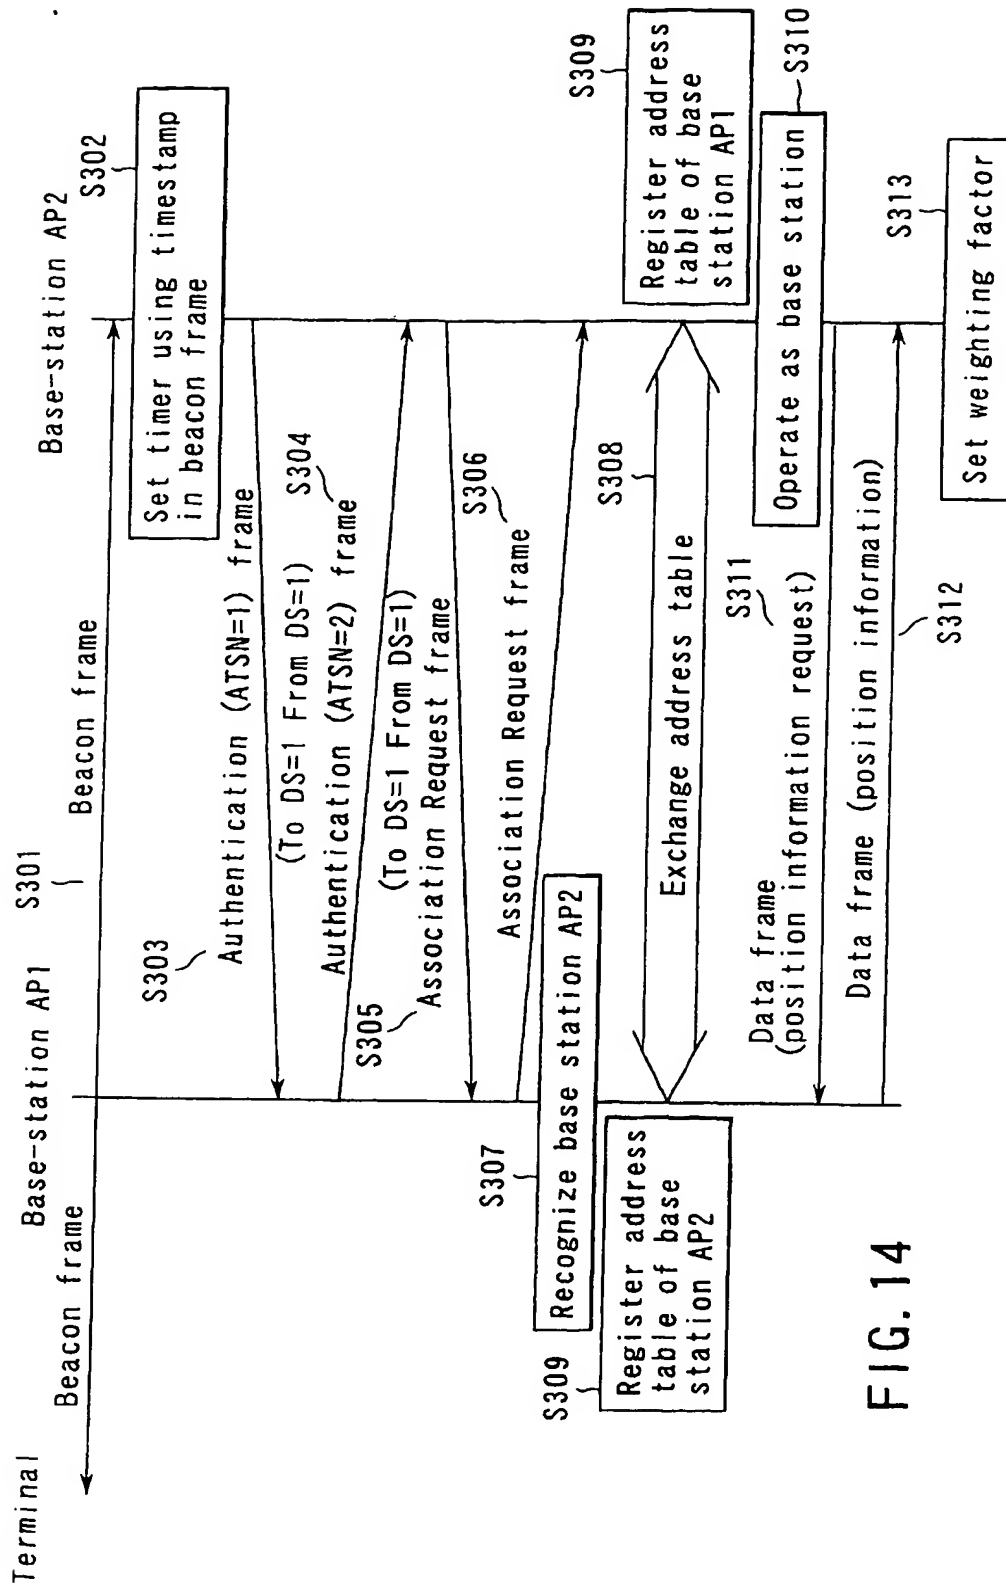 Terminal
Base-station AP1
Base-station AP2
S301
Beacon frame
Beacon frame
S302
Set timer using timestamp
in beacon frame
S303
Authentication (ATSN=1) frame
(To DS=1 From DS=1)
S304
Authentication (ATSN=2) frame
(To DS=1 From DS=1)
S305
Association Request frame
S306
Association Request frame
S307
Recognize base station AP2
S308
Exchange address table
S309
Register address
table of base
station AP2
S309
Register address
table of base
station AP1
Operate as base station
S310
S311
Data frame
(position information request)
Data frame (position information)
S312
S313
Set weighting factor
FIG. 14